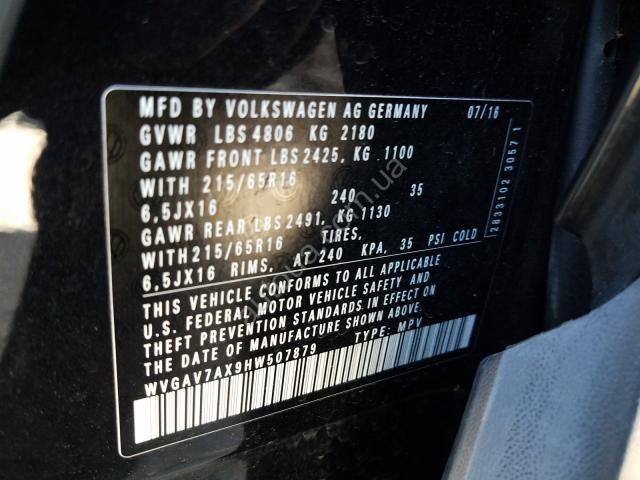 MFD BY VOLKSWAGEN AG GERMANY 07/16
GVWR LBS 4806 KG 2180
GAWR FRONT LBS 2425, KG 1100
WITH 215/65R16
6,5JX16 240 35
GAWR REAR LBS 2491, KG 1130
WITH 215/65R16 TIRES,
6,5JX16 RIMS, AT 240 KPA, 35 PSI COLD
THIS VEHICLE CONFORMS TO ALL APPLICABLE
U.S. FEDERAL MOTOR VEHICLE SAFETY AND
THEFT PREVENTION STANDARDS IN EFFECT ON
THE DATE OF MANUFACTURE SHOWN ABOVE.
WVGAV7AX9HW507879 TYPE: MPV
2833102 30571